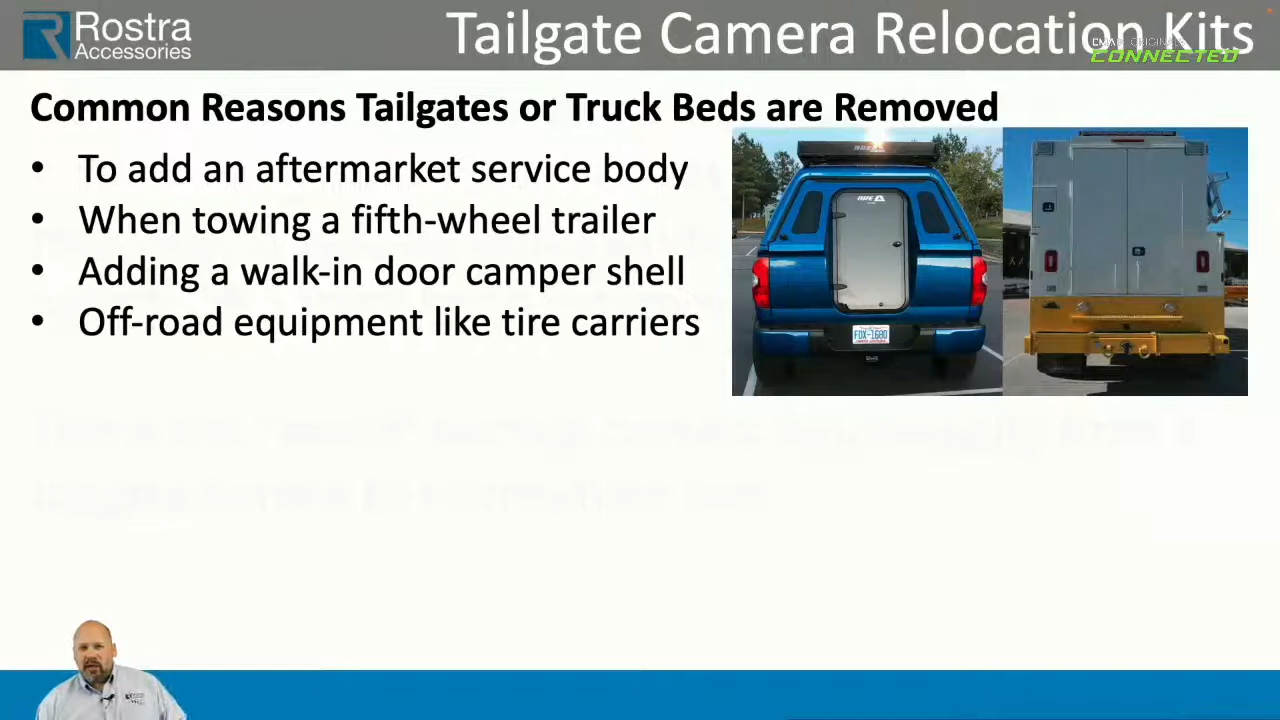 Rostra
Accessories
Tailgate Camera Relocation Kits
CONNECTED
Common Reasons Tailgates or Truck Beds are Removed
• To add an aftermarket service body
• When towing a fifth-wheel trailer
• Adding a walk-in door camper shell
• Off-road equipment like tire carriers
FOX-1680